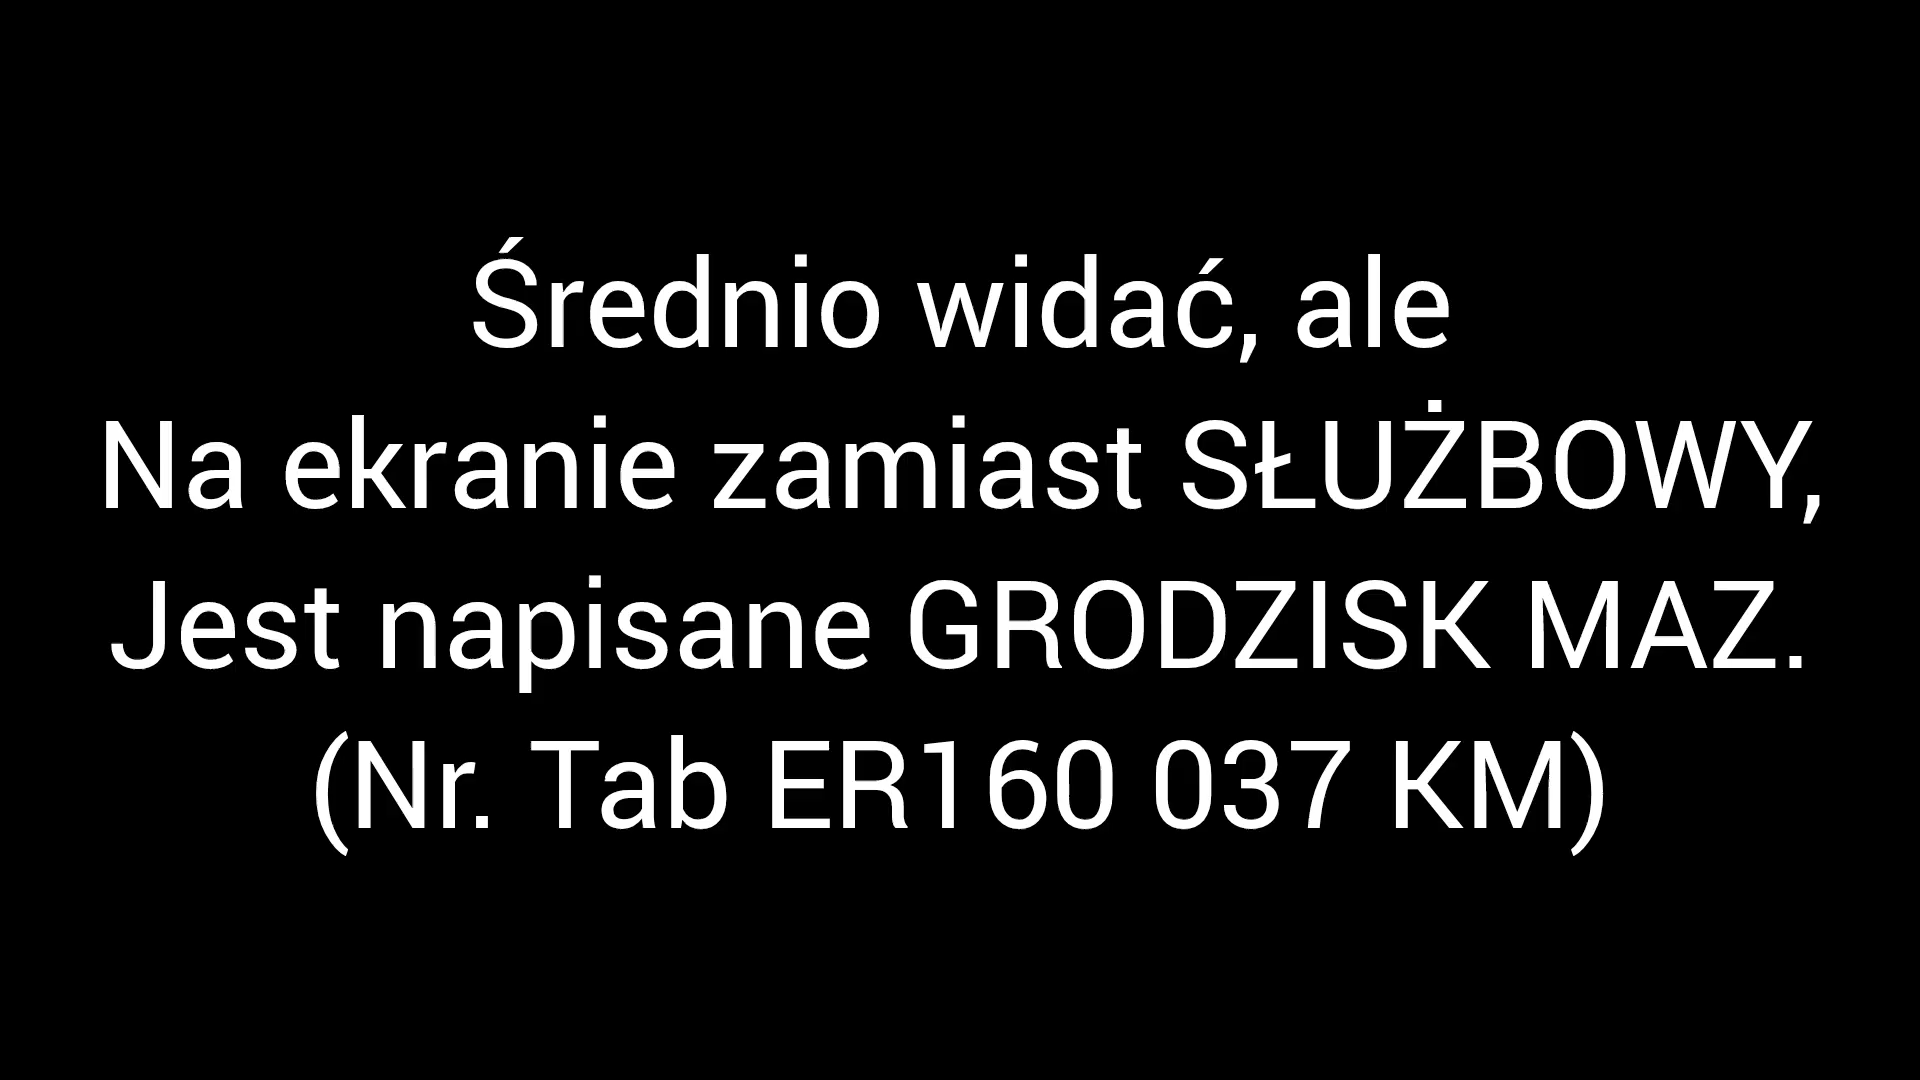 Średnio widać, ale
Na ekranie zamiast SŁUŻBOWY,
Jest napisane GRODZISK MAZ.
(Nr. Tab ER160 037 KM)